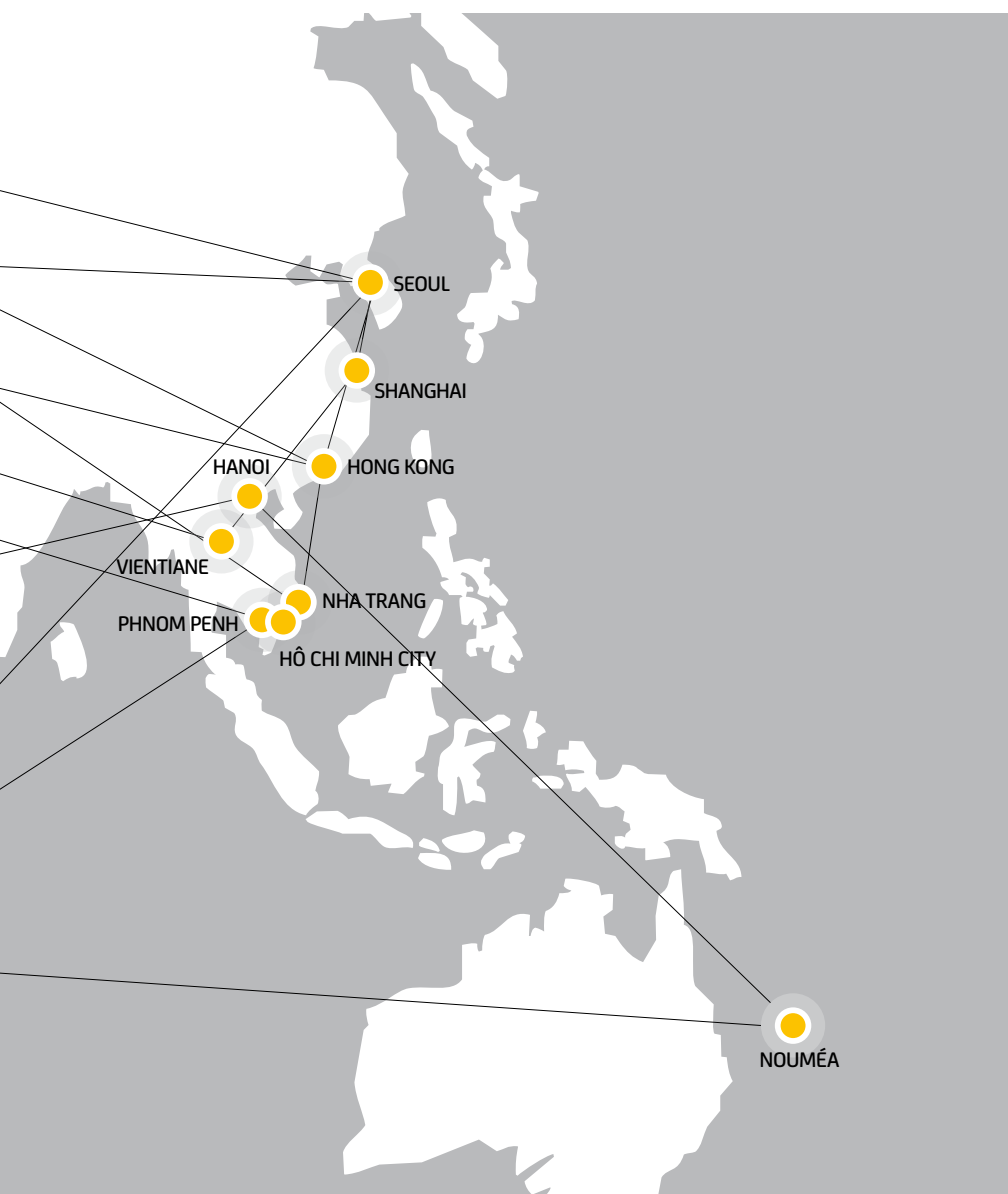 SEOUL
SHANGHAI
HANOI
HONG KONG
VIENTIANE
NHA TRANG
PHNOM PENH
HÔ CHI MINH CITY
NOUMÉA